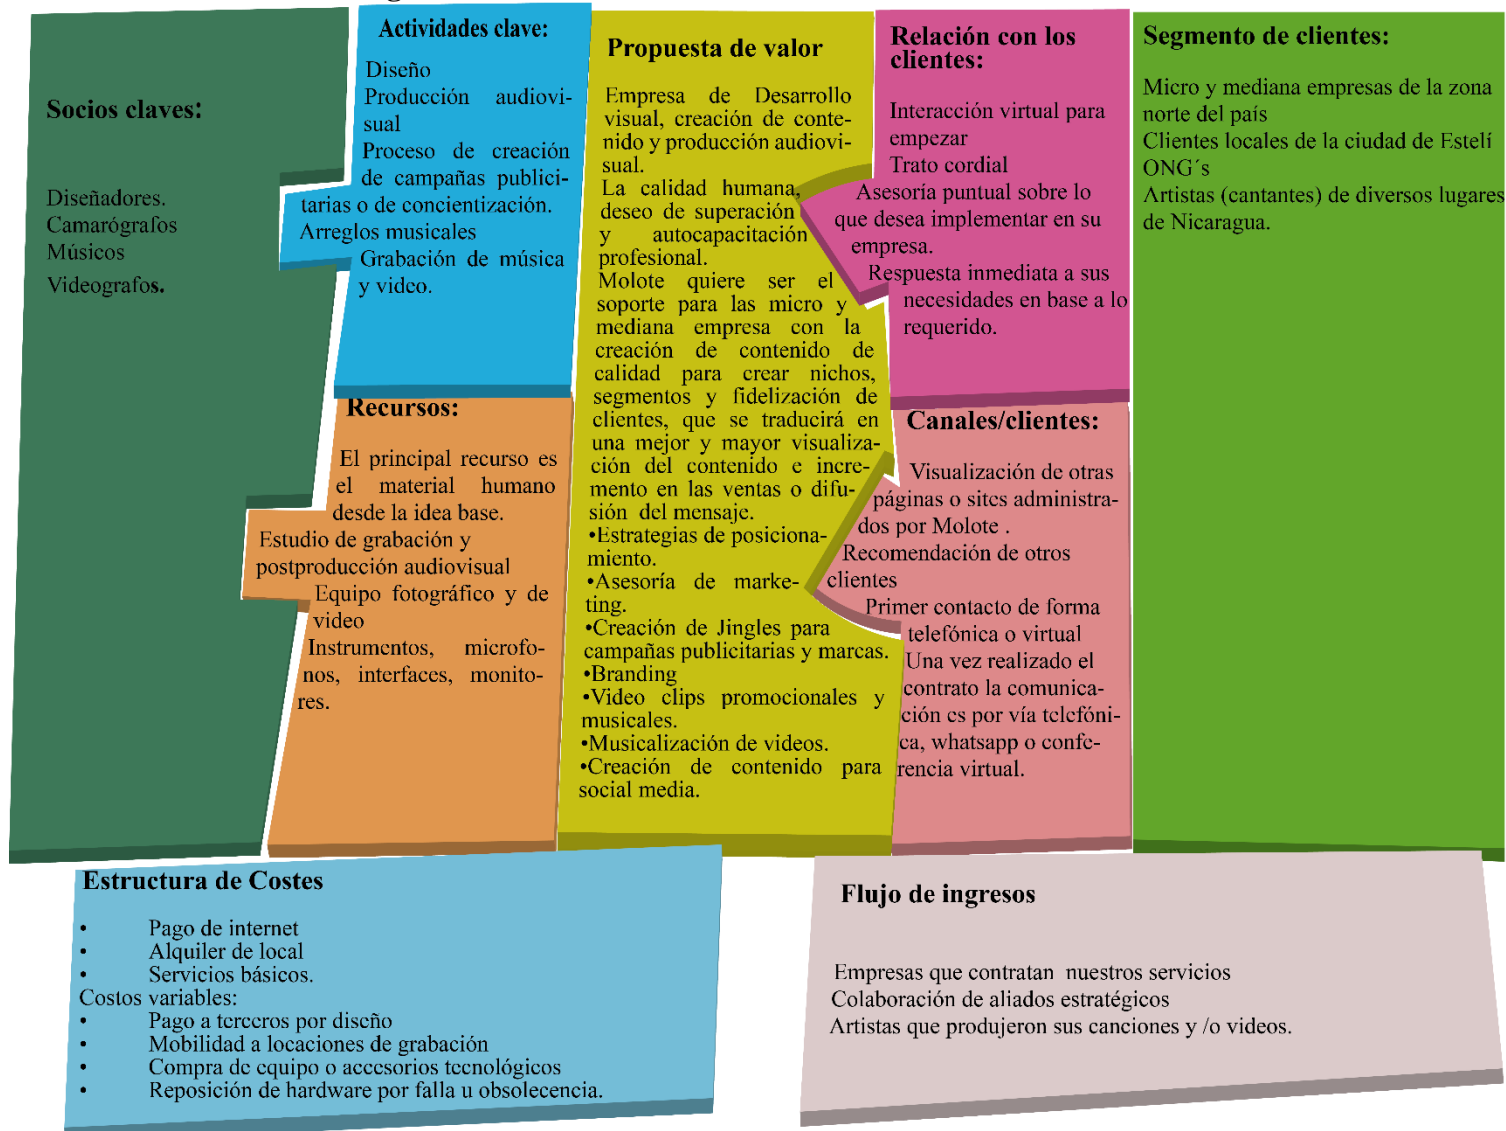 Socios claves:
Diseñadores.
Camarógrafos
Músicos
Videografos.
Actividades clave:
Diseño
Producción audiovi-
sual
Proceso de creación
de campañas publici-
tarias o de concientización.
Arreglos musicales
Grabación de música
y video.
Recursos:
El principal recurso es
el material humano
desde la idea base.
Estudio de grabación y
postproducción audiovisual
Equipo fotográfico y de
video
Instrumentos, microfo-
nos, interfaces, monito-
res.
Propuesta de valor
Empresa de Desarrollo
visual, creación de conte-
nido y producción audiovi-
sual.
La calidad humana,
deseo de superación
y autocapacitación
profesional.
Molote quiere ser el
soporte para las micro y
mediana empresa con la
creación de contenido de
calidad para crear nichos,
segmentos y fidelización de
clientes, que se traducirá en
una mejor y mayor visualiza-
ción del contenido e incre-
mento en las ventas o difu-
sión del mensaje.
•Estrategias de posiciona-
miento.
•Asesoría de marke-
ting.
•Creación de Jingles para
campañas publicitarias y marcas.
•Branding
•Video clips promocionales y
musicales.
•Musicalización de videos.
•Creación de contenido para
social media.
Relación con los
clientes:
Interacción virtual para
empezar
Trato cordial
Asesoría puntual sobre lo
que desea implementar en su
empresa.
Respuesta inmediata a sus
necesidades en base a lo
requerido.
Canales/clientes:
Visualización de otras
páginas o sites administra-
dos por Molote .
Recomendación de otros
clientes
Primer contacto de forma
telefónica o virtual
Una vez realizado el
contrato la comunica-
ción es por vía telefóni-
ca, whatsapp o confe-
rencia virtual.
Segmento de clientes:
Micro y mediana empresas de la zona
norte del país
Clientes locales de la ciudad de Estelí
ONG´s
Artistas (cantantes) de diversos lugares
de Nicaragua.
Estructura de Costes
• Pago de internet
• Alquiler de local
• Servicios básicos.
Costos variables:
• Pago a terceros por diseño
• Mobilidad a locaciones de grabación
• Compra de equipo o accesorios tecnológicos
• Reposición de hardware por falla u obsolecencia.
Flujo de ingresos
Empresas que contratan nuestros servicios
Colaboración de aliados estratégicos
Artistas que produjeron sus canciones y /o videos.